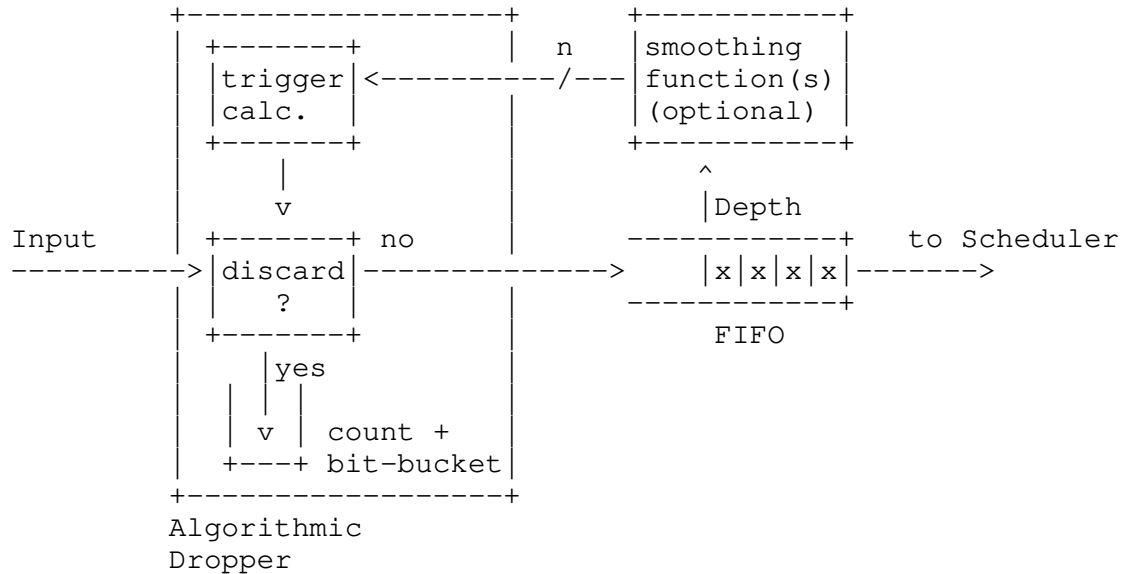 n smoothing
trigger function(s)
calc. (optional)
Depth
Input no to Scheduler
discard x x x x
?
FIFO
yes
v count +
bit-bucket
Algorithmic
Dropper